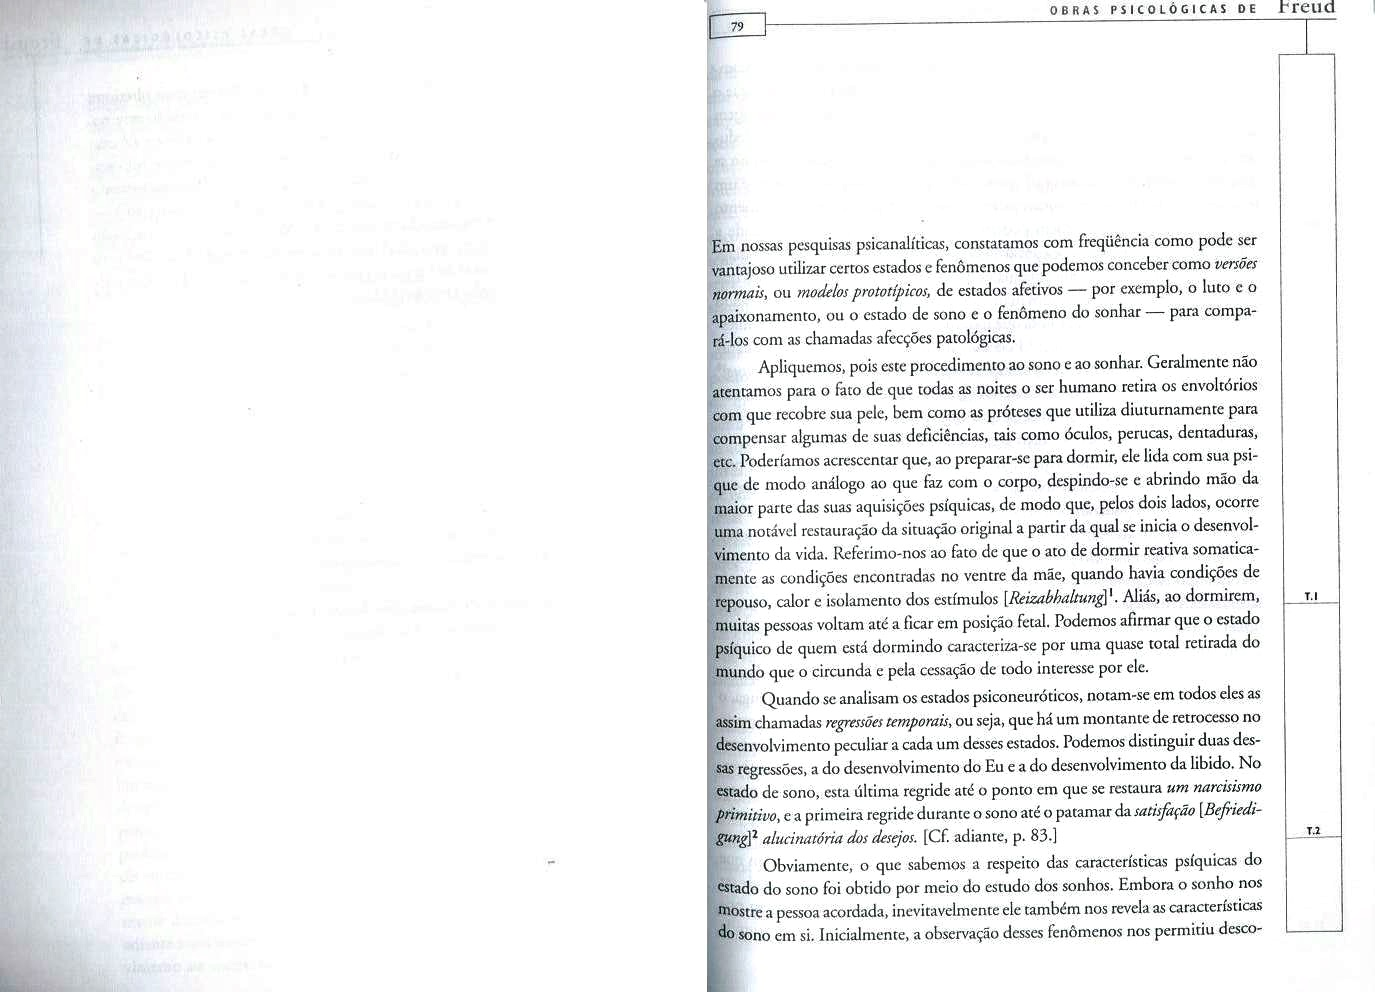 OBRAS PSICOLÓGICAS DE Freud
79
Em nossas pesquisas psicanalíticas, constatamos com freqüência como pode ser
vantajoso utilizar certos estados e fenômenos que podemos conceber como versões
normais, ou modelos prototípicos, de estados afetivos — por exemplo, o luto e o
apaixonamento, ou o estado de sono e o fenômeno do sonhar — para compa-
rá-los com as chamadas afecções patológicas.
Apliquemos, pois este procedimento ao sono e ao sonhar. Geralmente não
atentamos para o fato de que todas as noites o ser humano retira os envoltórios
com que recobre sua pele, bem como as próteses que utiliza diuturnamente para
compensar algumas de suas deficiências, tais como óculos, perucas, dentaduras,
etc. Poderíamos acrescentar que, ao preparar-se para dormir, ele lida com sua psi-
que de modo análogo ao que faz com o corpo, despindo-se e abrindo mão da
maior parte das suas aquisições psíquicas, de modo que, pelos dois lados, ocorre
uma notável restauração da situação original a partir da qual se inicia o desenvol-
vimento da vida. Referimo-nos ao fato de que o ato de dormir reativa somatica-
mente as condições encontradas no ventre da mãe, quando havia condições de
repouso, calor e isolamento dos estímulos [Reizabhaltung]¹. Aliás, ao dormirem,
muitas pessoas voltam até a ficar em posição fetal. Podemos afirmar que o estado
psíquico de quem está dormindo caracteriza-se por uma quase total retirada do
mundo que o circunda e pela cessação de todo interesse por ele.
Quando se analisam os estados psiconeuróticos, notam-se em todos eles as
assim chamadas regressões temporais, ou seja, que há um montante de retrocesso no
desenvolvimento peculiar a cada um desses estados. Podemos distinguir duas des-
sas regressões, a do desenvolvimento do Eu e a do desenvolvimento da libido. No
estado de sono, esta última regride até o ponto em que se restaura um narcisismo
primitivo, e a primeira regride durante o sono até o patamar da satisfação [Befriedi-
gung]² alucinatória dos desejos. [Cf. adiante, p. 83.]
Obviamente, o que sabemos a respeito das características psíquicas do
estado do sono foi obtido por meio do estudo dos sonhos. Embora o sonho nos
mostre a pessoa acordada, inevitavelmente ele também nos revela as características
do sono em si. Inicialmente, a observação desses fenômenos nos permitiu desco-
T.1
T.2